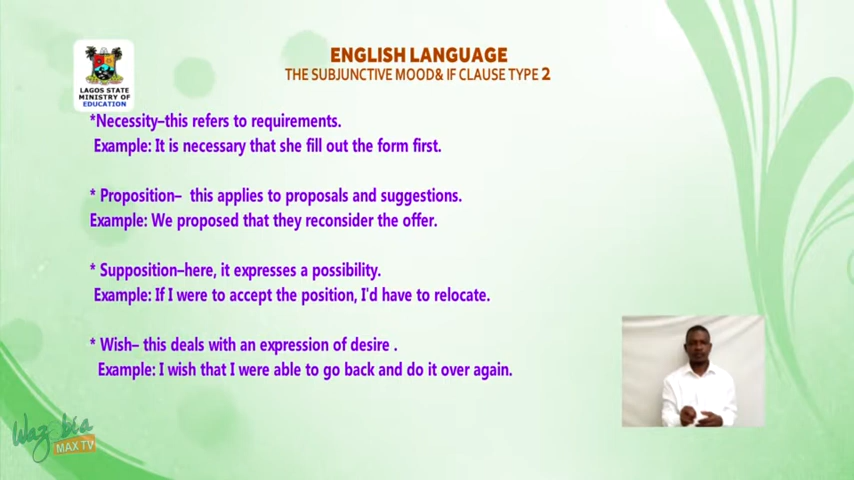 ENGLISH LANGUAGE
THE SUBJUNCTIVE MOOD& IF CLAUSE TYPE 2
LAGOS STATE
MINISTRY OF
EDUCATION
*Necessity–this refers to requirements.
Example: It is necessary that she fill out the form first.
* Proposition– this applies to proposals and suggestions.
Example: We proposed that they reconsider the offer.
* Supposition–here, it expresses a possibility.
Example: If I were to accept the position, I'd have to relocate.
* Wish– this deals with an expression of desire .
Example: I wish that I were able to go back and do it over again.
Wazobia
MAX TV